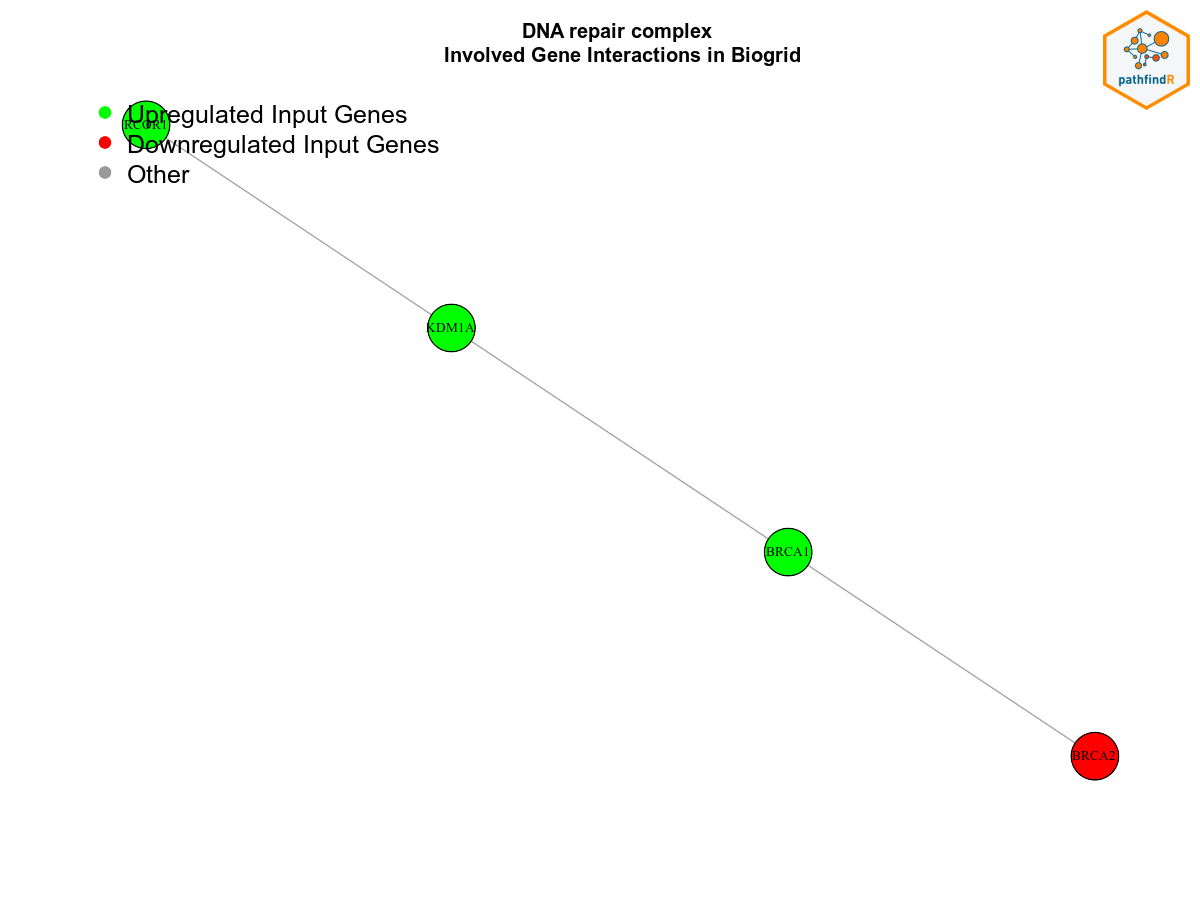 DNA repair complex
Involved Gene Interactions in Biogrid
pathfindR
Upregulated Input Genes
RCOR1
Downregulated Input Genes
Other
KDM1A
BRCA1
BRCA2